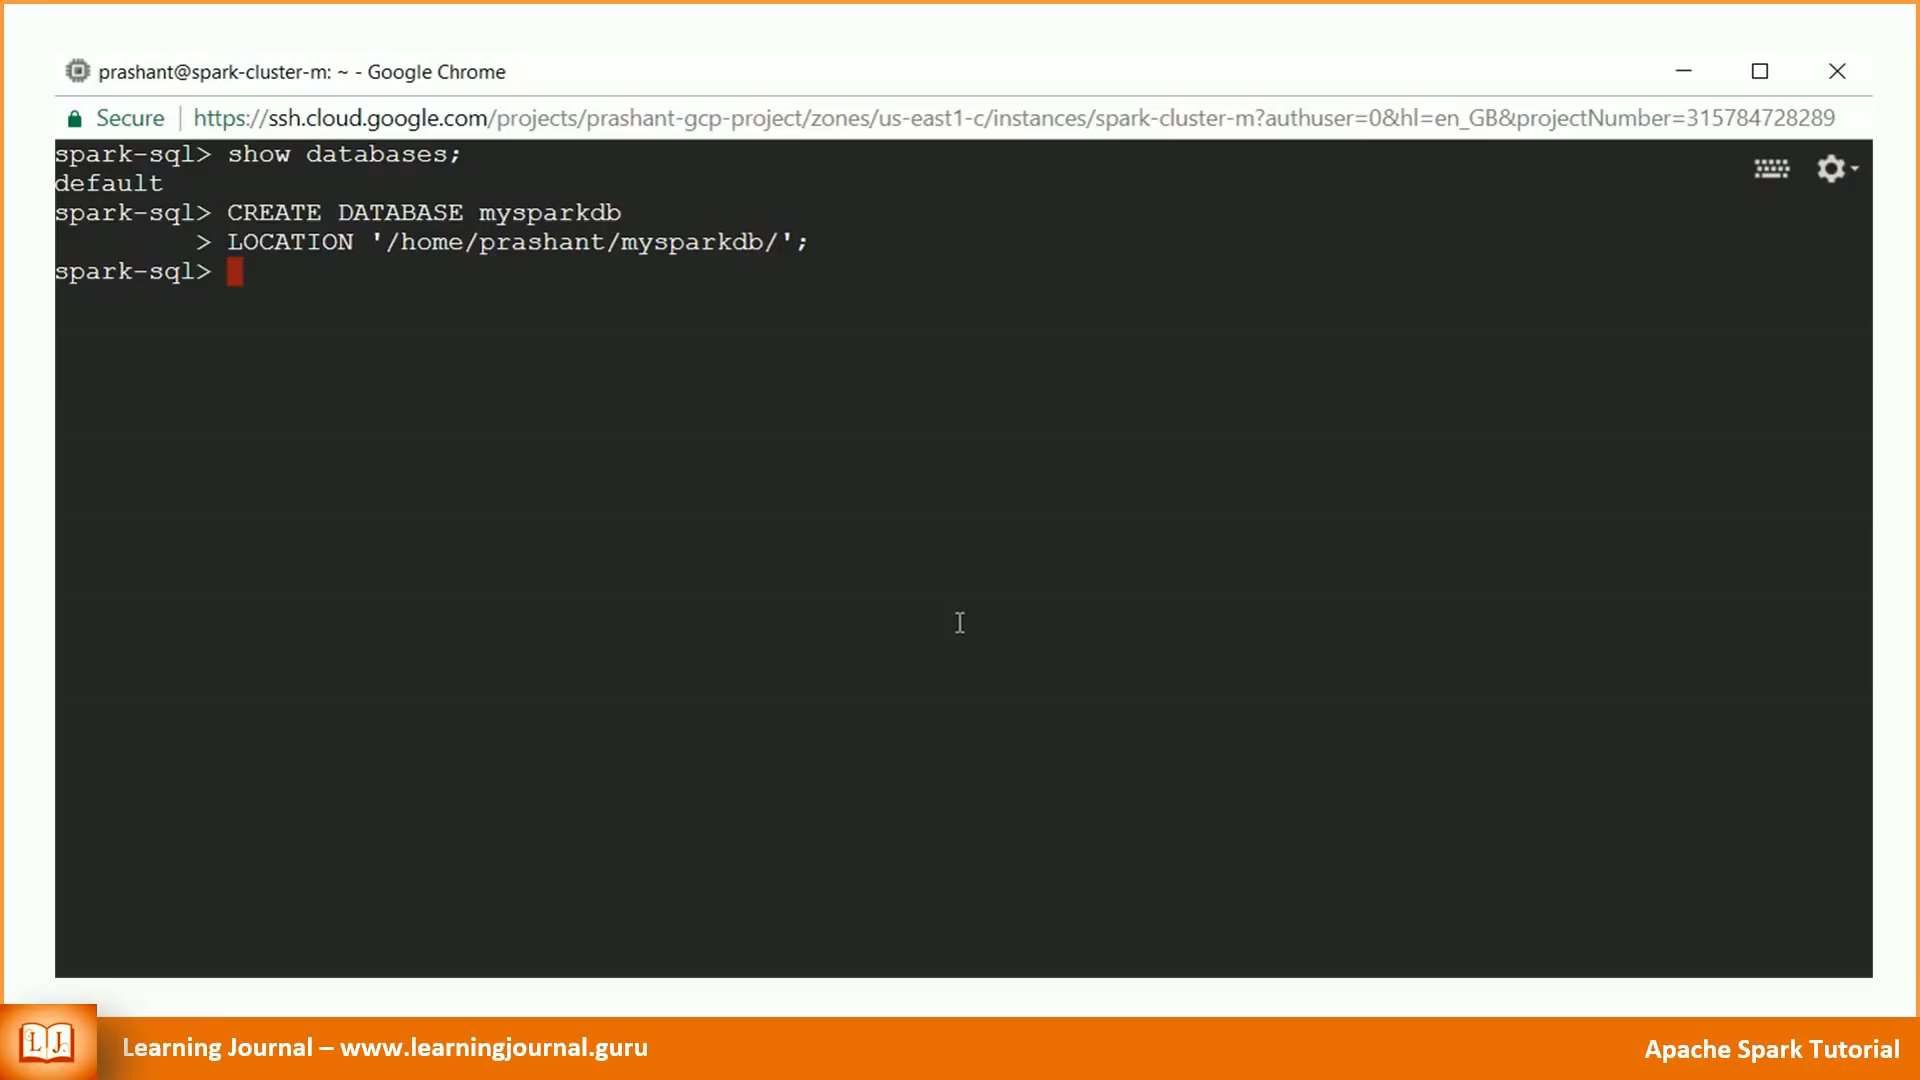 prashant@spark-cluster-m: ~ - Google Chrome
Secure | https://ssh.cloud.google.com/projects/prashant-gcp-project/zones/us-east1-c/instances/spark-cluster-m?authuser=0&hl=en_GB&projectNumber=315784728289
spark-sql> show databases;
default
spark-sql> CREATE DATABASE mysparkdb
> LOCATION '/home/prashant/mysparkdb/';
spark-sql>
LJ
Learning Journal – www.learningjournal.guru
Apache Spark Tutorial